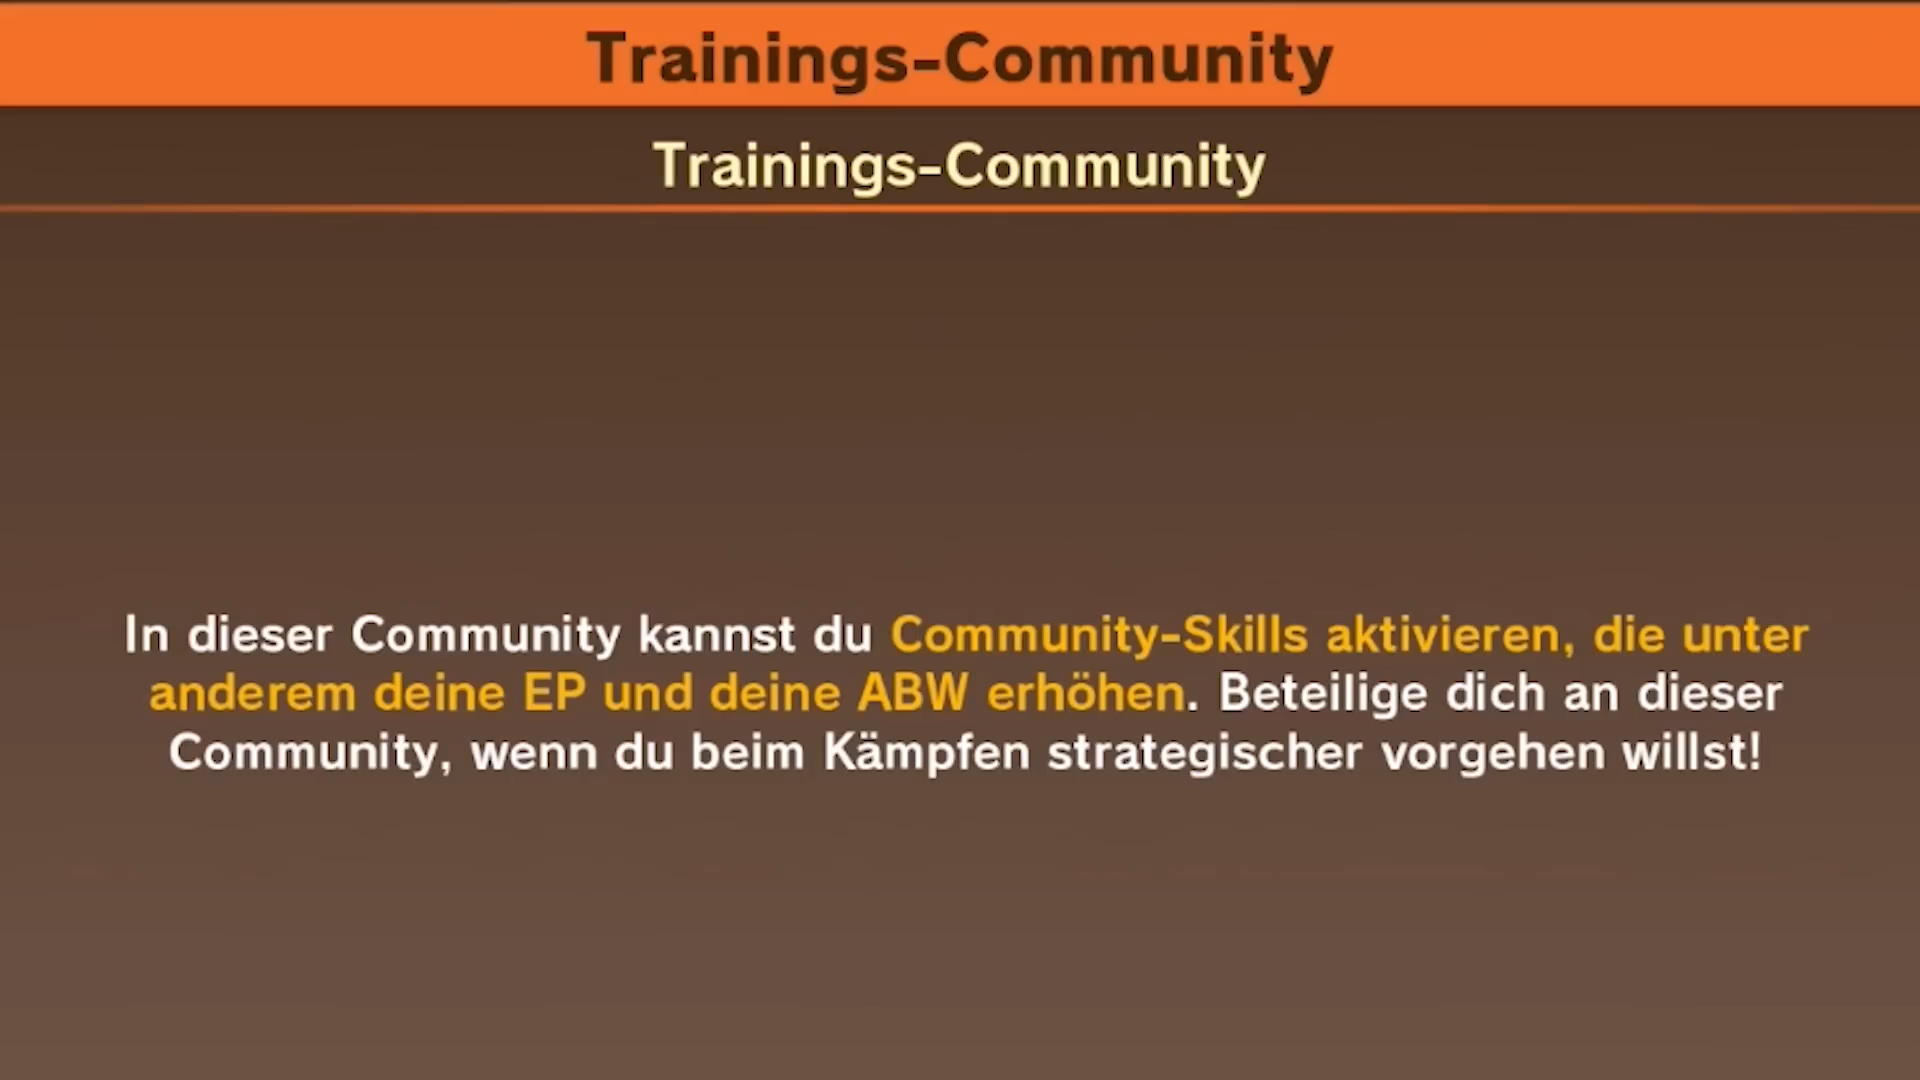 Trainings-Community
Trainings-Community
In dieser Community kannst du Community-Skills aktivieren, die unter
anderem deine EP und deine ABW erhöhen. Beteilige dich an dieser
Community, wenn du beim Kämpfen strategischer vorgehen willst!